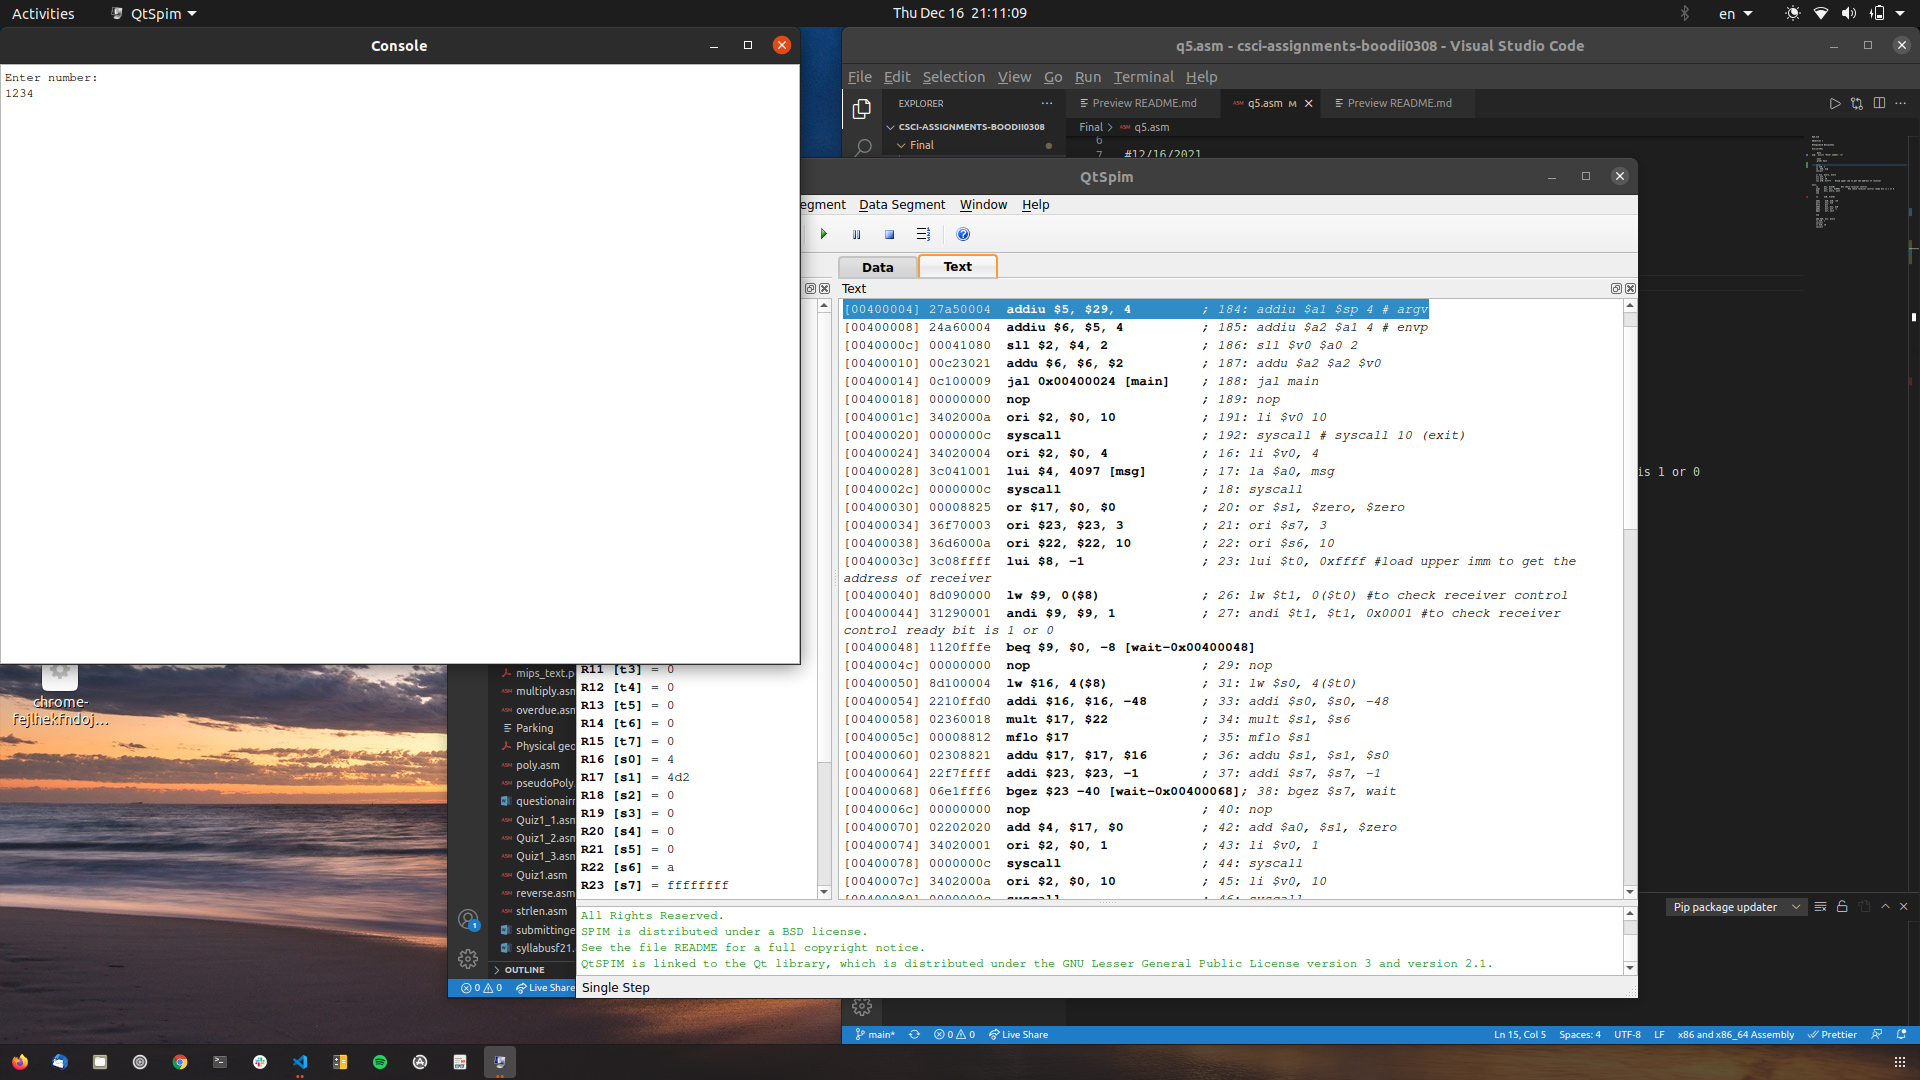 Activities QtSpim Thu Dec 16 21:11:09 en
Console
Enter number:
1234
q5.asm - csci-assignments-boodii0308 - Visual Studio Code
File Edit Selection View Go Run Terminal Help
EXPLORER
Preview README.md q5.asm M Preview README.md
CSCI-ASSIGNMENTS-BOODII0308
Final > q5.asm
Final
6
7 #12/16/2021
QtSpim
egment Data Segment Window Help
Data Text
Text
[00400004] 27a50004 addiu $5, $29, 4 ; 184: addiu $a1 $sp 4 # argv
[00400008] 24a60004 addiu $6, $5, 4 ; 185: addiu $a2 $a1 4 # envp
[0040000c] 00041080 sll $2, $4, 2 ; 186: sll $v0 $a0 2
[00400010] 00c23021 addu $6, $6, $2 ; 187: addu $a2 $a2 $v0
[00400014] 0c100009 jal 0x00400024 [main] ; 188: jal main
[00400018] 00000000 nop ; 189: nop
[0040001c] 3402000a ori $2, $0, 10 ; 191: li $v0 10
[00400020] 0000000c syscall ; 192: syscall # syscall 10 (exit)
[00400024] 34020004 ori $2, $0, 4 ; 16: li $v0, 4
[00400028] 3c041001 lui $4, 4097 [msg] ; 17: la $a0, msg
[0040002c] 0000000c syscall ; 18: syscall
[00400030] 00008825 or $17, $0, $0 ; 20: or $s1, $zero, $zero
[00400034] 36f70003 ori $23, $23, 3 ; 21: ori $s7, 3
[00400038] 36d6000a ori $22, $22, 10 ; 22: ori $s6, 10
[0040003c] 3c08ffff lui $8, -1 ; 23: lui $t0, 0xffff #load upper imm to get the
address of receiver
[00400040] 8d090000 lw $9, 0($8) ; 26: lw $t1, 0($t0) #to check receiver control
[00400044] 31290001 andi $9, $9, 1 ; 27: andi $t1, $t1, 0x0001 #to check receiver
control ready bit is 1 or 0
[00400048] 1120fffe beq $9, $0, -8 [wait-0x00400048]
[0040004c] 00000000 nop ; 29: nop
[00400050] 8d100004 lw $16, 4($8) ; 31: lw $s0, 4($t0)
[00400054] 2210ffd0 addi $16, $16, -48 ; 33: addi $s0, $s0, -48
[00400058] 02360018 mult $17, $22 ; 34: mult $s1, $s6
[0040005c] 00008812 mflo $17 ; 35: mflo $s1
[00400060] 02308821 addu $17, $17, $16 ; 36: addu $s1, $s1, $s0
[00400064] 22f7ffff addi $23, $23, -1 ; 37: addi $s7, $s7, -1
[00400068] 06e1fff6 bgez $23 -40 [wait-0x00400068]; 38: bgez $s7, wait
[0040006c] 00000000 nop ; 40: nop
[00400070] 02202020 add $4, $17, $0 ; 42: add $a0, $s1, $zero
[00400074] 34020001 ori $2, $0, 1 ; 43: li $v0, 1
[00400078] 0000000c syscall ; 44: syscall
[0040007c] 3402000a ori $2, $0, 10 ; 45: li $v0, 10
[00400080] 0000000c syscall ; 46: syscall
is 1 or 0
chrome-
fejlhekfndoj...
mips_text.p
multiply.asm
overdue.asm
Parking
Physical geo
poly.asm
pseudoPoly.
questionairr
Quiz1_1.asm
Quiz1_2.asm
Quiz1_3.asm
Quiz1.asm
reverse.asm
strlen.asm
submittinge
syllabusf21.
OUTLINE
0 0 Live Share
R11 [t3] = 0
R12 [t4] = 0
R13 [t5] = 0
R14 [t6] = 0
R15 [t7] = 0
R16 [s0] = 4
R17 [s1] = 4d2
R18 [s2] = 0
R19 [s3] = 0
R20 [s4] = 0
R21 [s5] = 0
R22 [s6] = a
R23 [s7] = ffffffff
All Rights Reserved.
SPIM is distributed under a BSD license.
See the file README for a full copyright notice.
QtSPIM is linked to the Qt library, which is distributed under the GNU Lesser General Public License version 3 and version 2.1.
Single Step
Pip package updater
main* 0 0 Live Share Ln 15, Col 5 Spaces: 4 UTF-8 LF x86 and x86_64 Assembly Prettier